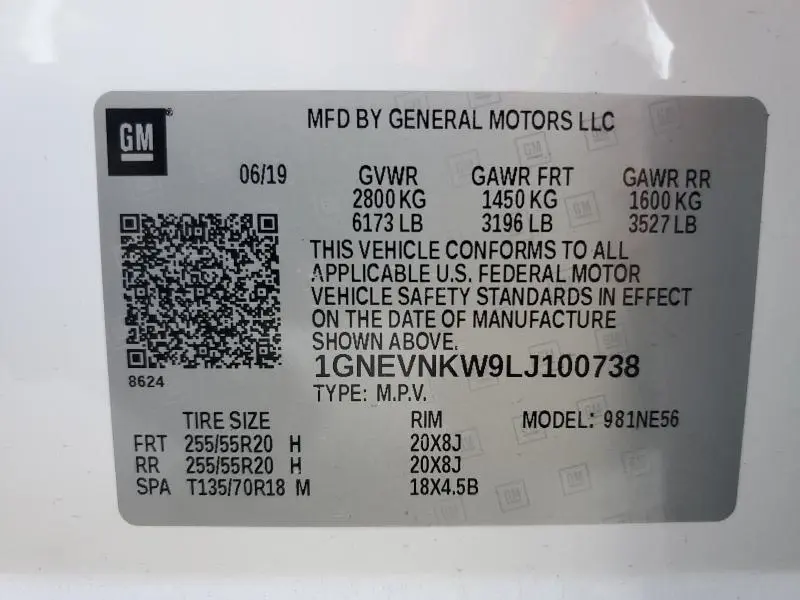 GM
MFD BY GENERAL MOTORS LLC
06/19 GVWR GAWR FRT GAWR RR
2800 KG 1450 KG 1600 KG
6173 LB 3196 LB 3527 LB
THIS VEHICLE CONFORMS TO ALL
APPLICABLE U.S. FEDERAL MOTOR
VEHICLE SAFETY STANDARDS IN EFFECT
ON THE DATE OF MANUFACTURE
SHOWN ABOVE.
8624
1GNEVNKW9LJ100738
TYPE: M.P.V.
TIRE SIZE RIM MODEL: 981NE56
FRT 255/55R20 H 20X8J
RR 255/55R20 H 20X8J
SPA T135/70R18 M 18X4.5B